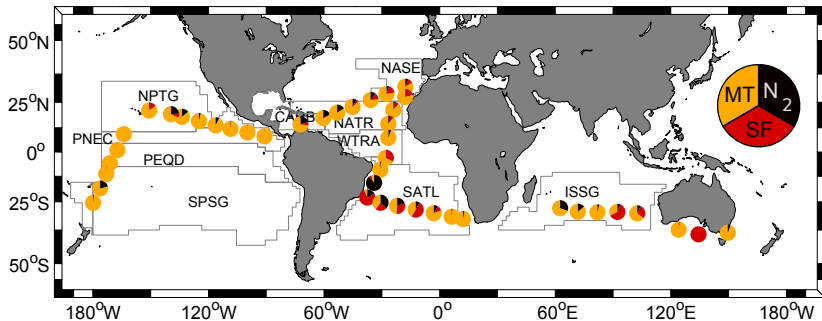 50°N
25°N
0°
25°S
50°S
NASE
NPTG
CARB
NATR
PNEC
WTRA
PEQD
SATL
ISSG
SPSG
MT
N2
SF
180°W
120°W
60°W
0°
60°E
120°E
180°W